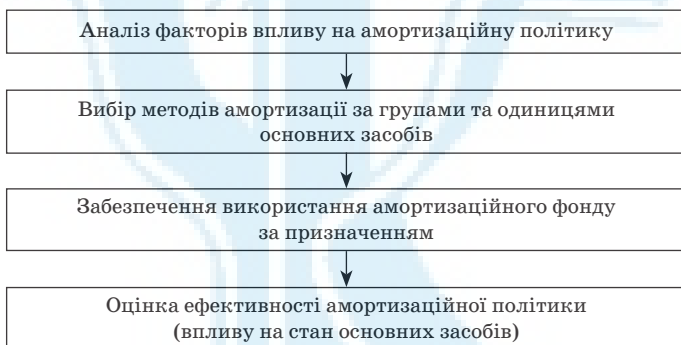 Аналіз факторів впливу на амортизаційну політику
Вибір методів амортизації за групами та одиницями
основних засобів
Забезпечення використання амортизаційного фонду
за призначенням
Оцінка ефективності амортизаційної політики
(впливу на стан основних засобів)